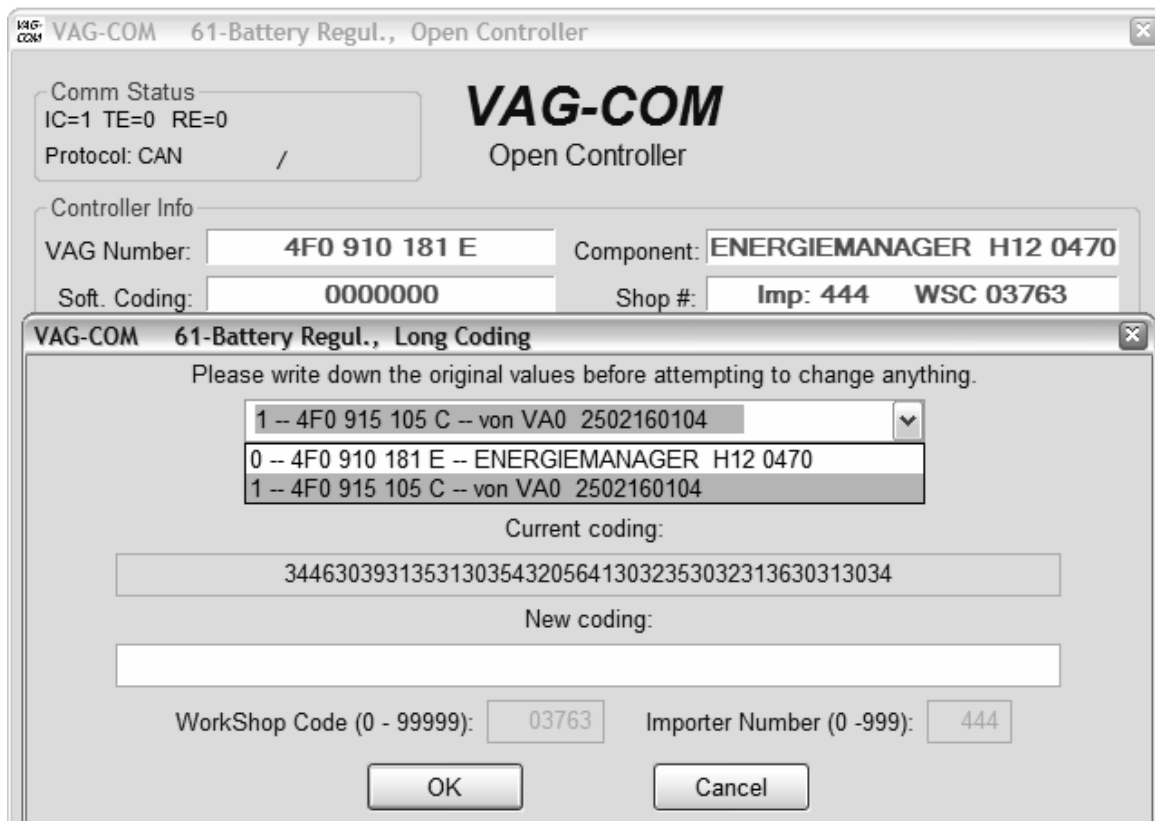 VAG-
COM VAG-COM 61-Battery Regul., Open Controller
Comm Status
IC=1 TE=0 RE=0
Protocol: CAN /
VAG-COM
Open Controller
Controller Info
VAG Number: 4F0 910 181 E Component: ENERGIEMANAGER H12 0470
Soft. Coding: 0000000 Shop #: Imp: 444 WSC 03763
VAG-COM 61-Battery Regul., Long Coding
Please write down the original values before attempting to change anything.
1 -- 4F0 915 105 C -- von VA0 2502160104
0 -- 4F0 910 181 E -- ENERGIEMANAGER H12 0470
1 -- 4F0 915 105 C -- von VA0 2502160104
Current coding:
344630393135313035432056413032353032313630313034
New coding:
WorkShop Code (0 - 99999): 03763 Importer Number (0 -999): 444
OK Cancel